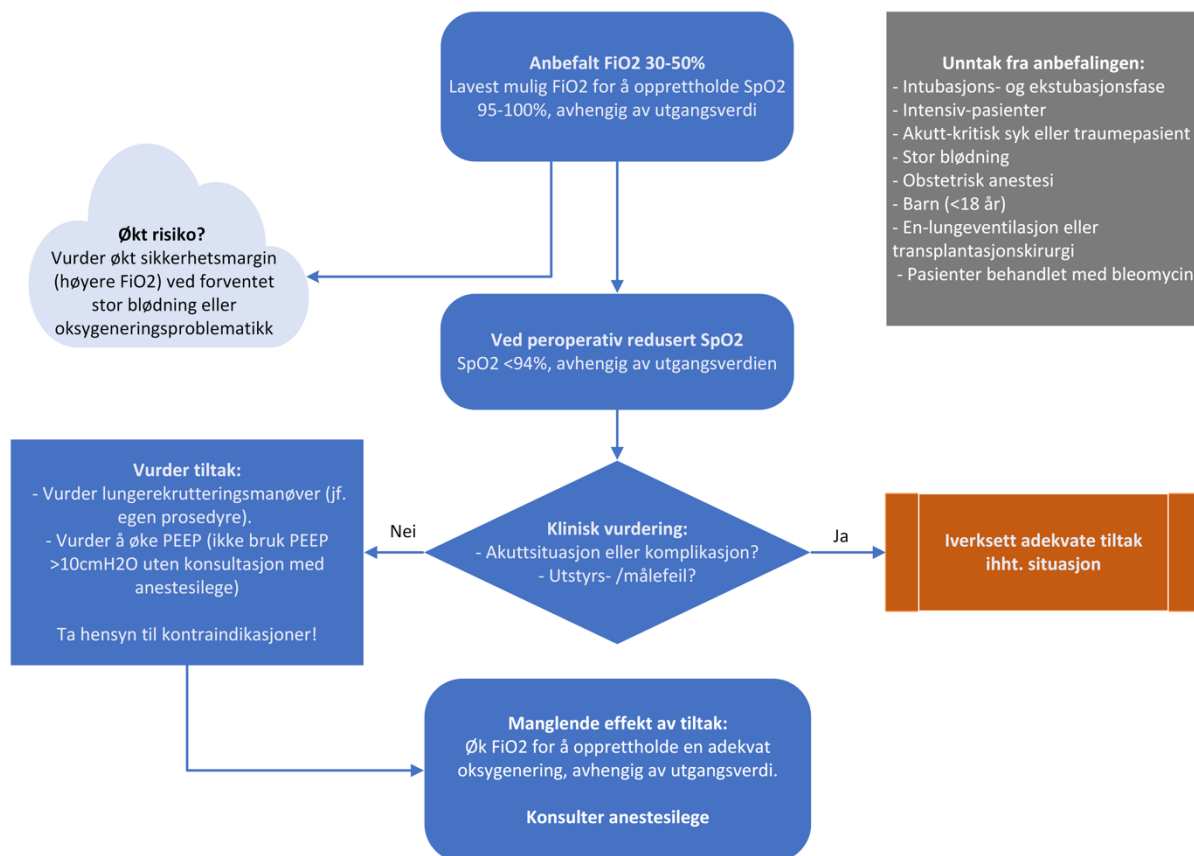 Anbefalt FiO2 30-50%
Lavest mulig FiO2 for å opprettholde SpO2
95-100%, avhengig av utgangsverdi
Unntak fra anbefalingen:
- Intubasjons- og ekstubasjonsfase
- Intensiv-pasienter
- Akutt-kritisk syk eller traumepasient
- Stor blødning
- Obstetrisk anestesi
- Barn (<18 år)
- En-lungeventilasjon eller
transplantasjonskirurgi
- Pasienter behandlet med bleomycin
Økt risiko?
Vurder økt sikkerhetsmargin
(høyere FiO2) ved forventet
stor blødning eller
oksygeneringsproblematikk
Ved peroperativ redusert SpO2
SpO2 <94%, avhengig av utgangsverdien
Vurder tiltak:
- Vurder lungerekrutteringsmanøver (jf.
egen prosedyre).
- Vurder å øke PEEP (ikke bruk PEEP
>10cmH2O uten konsultasjon med
anestesilege)
Ta hensyn til kontraindikasjoner!
Nei
Klinisk vurdering:
- Akuttsituasjon eller komplikasjon?
- Utstyrs- /målefeil?
Ja
Iverksett adekvate tiltak
ihht. situasjon
Manglende effekt av tiltak:
Øk FiO2 for å opprettholde en adekvat
oksygenering, avhengig av utgangsverdi.
Konsulter anestesilege